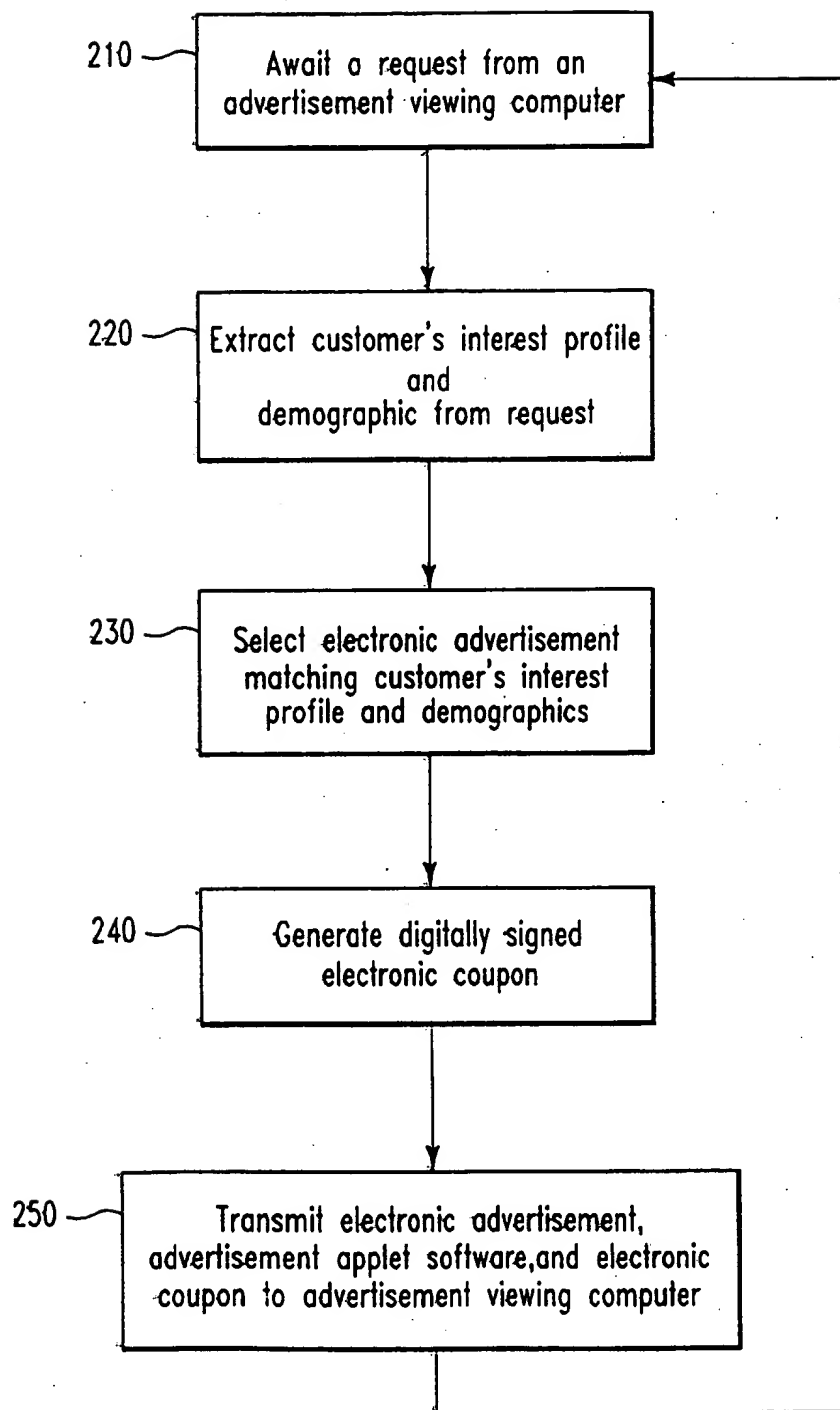 210
Await a request from an
advertisement viewing computer
220
Extract customer's interest profile
and
demographic from request
230
Select electronic advertisement
matching customer's interest
profile and demographics
240
Generate digitally signed
electronic coupon
250
Transmit electronic advertisement,
advertisement applet software,and electronic
coupon to advertisement viewing computer